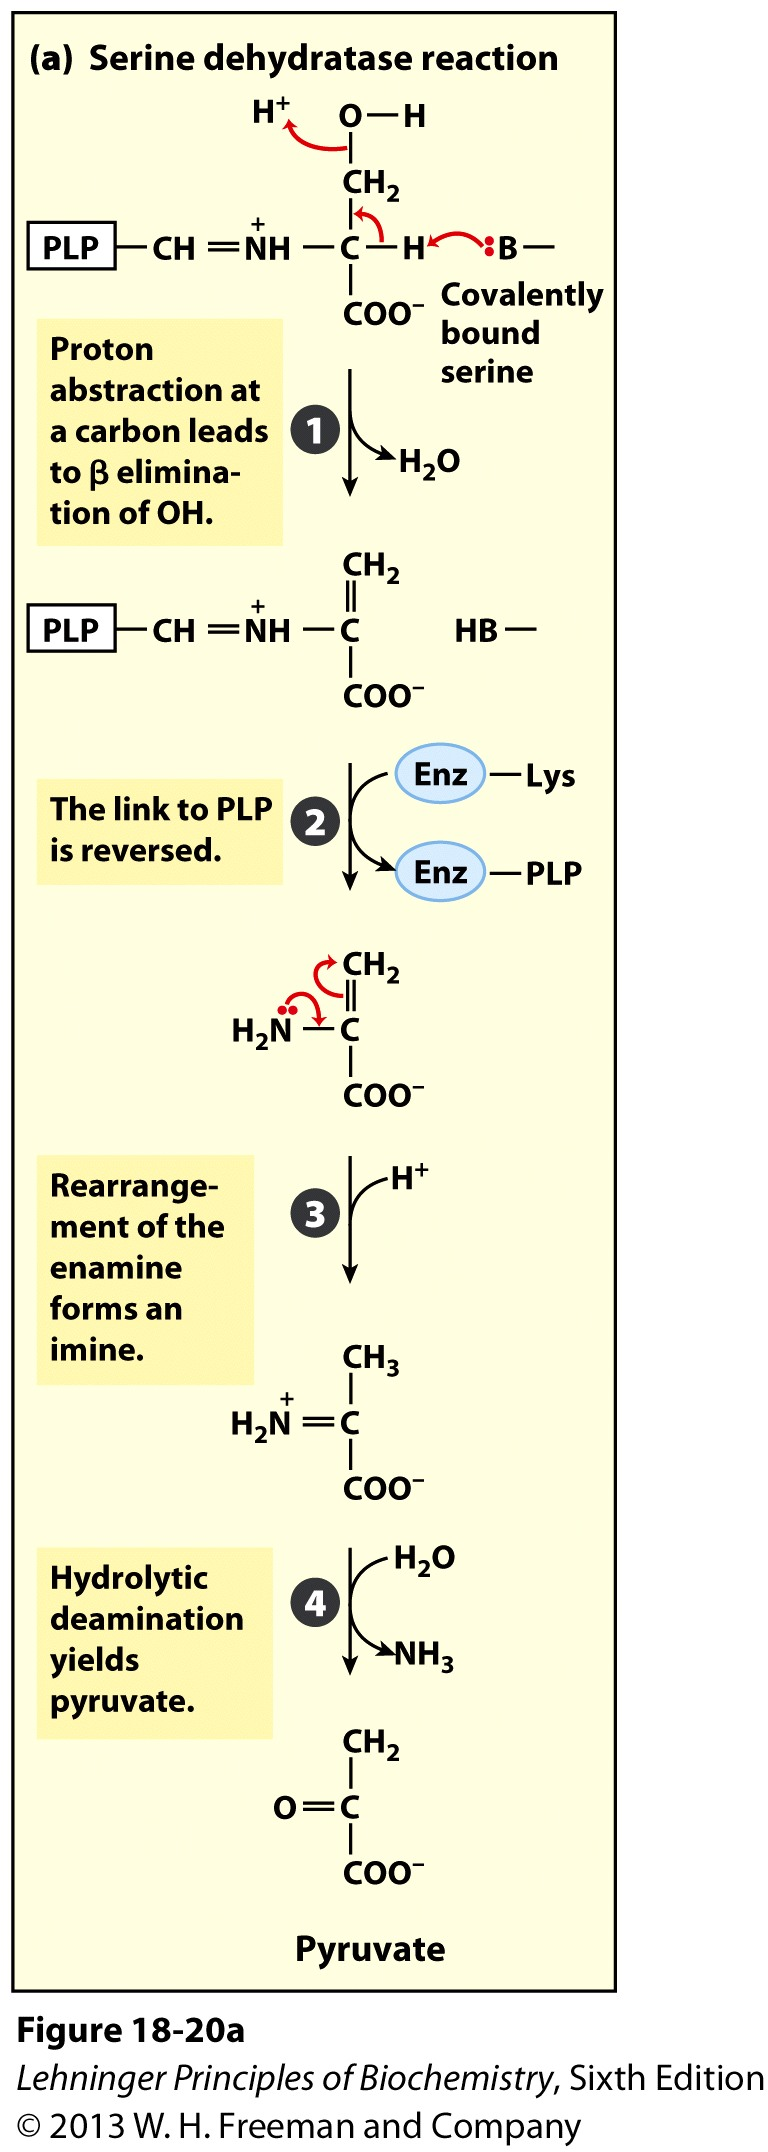 (a) Serine dehydratase reaction
H⁺ O—H
CH₂
PLP—CH=N⁺H—C—H :B—
COO⁻
Covalently
bound
serine
Proton
abstraction at
a carbon leads
to β elimina-
tion of OH.
1
H₂O
CH₂
PLP—CH=N⁺H—C HB—
COO⁻
Enz—Lys
The link to PLP
is reversed.
2
Enz—PLP
CH₂
H₂N—C
COO⁻
Rearrange-
ment of the
enamine
forms an
imine.
3
H⁺
CH₃
H₂N⁺=C
COO⁻
Hydrolytic
deamination
yields
pyruvate.
4
H₂O
NH₃
CH₂
O=C
COO⁻
Pyruvate
Figure 18-20a
Lehninger Principles of Biochemistry, Sixth Edition
© 2013 W. H. Freeman and Company